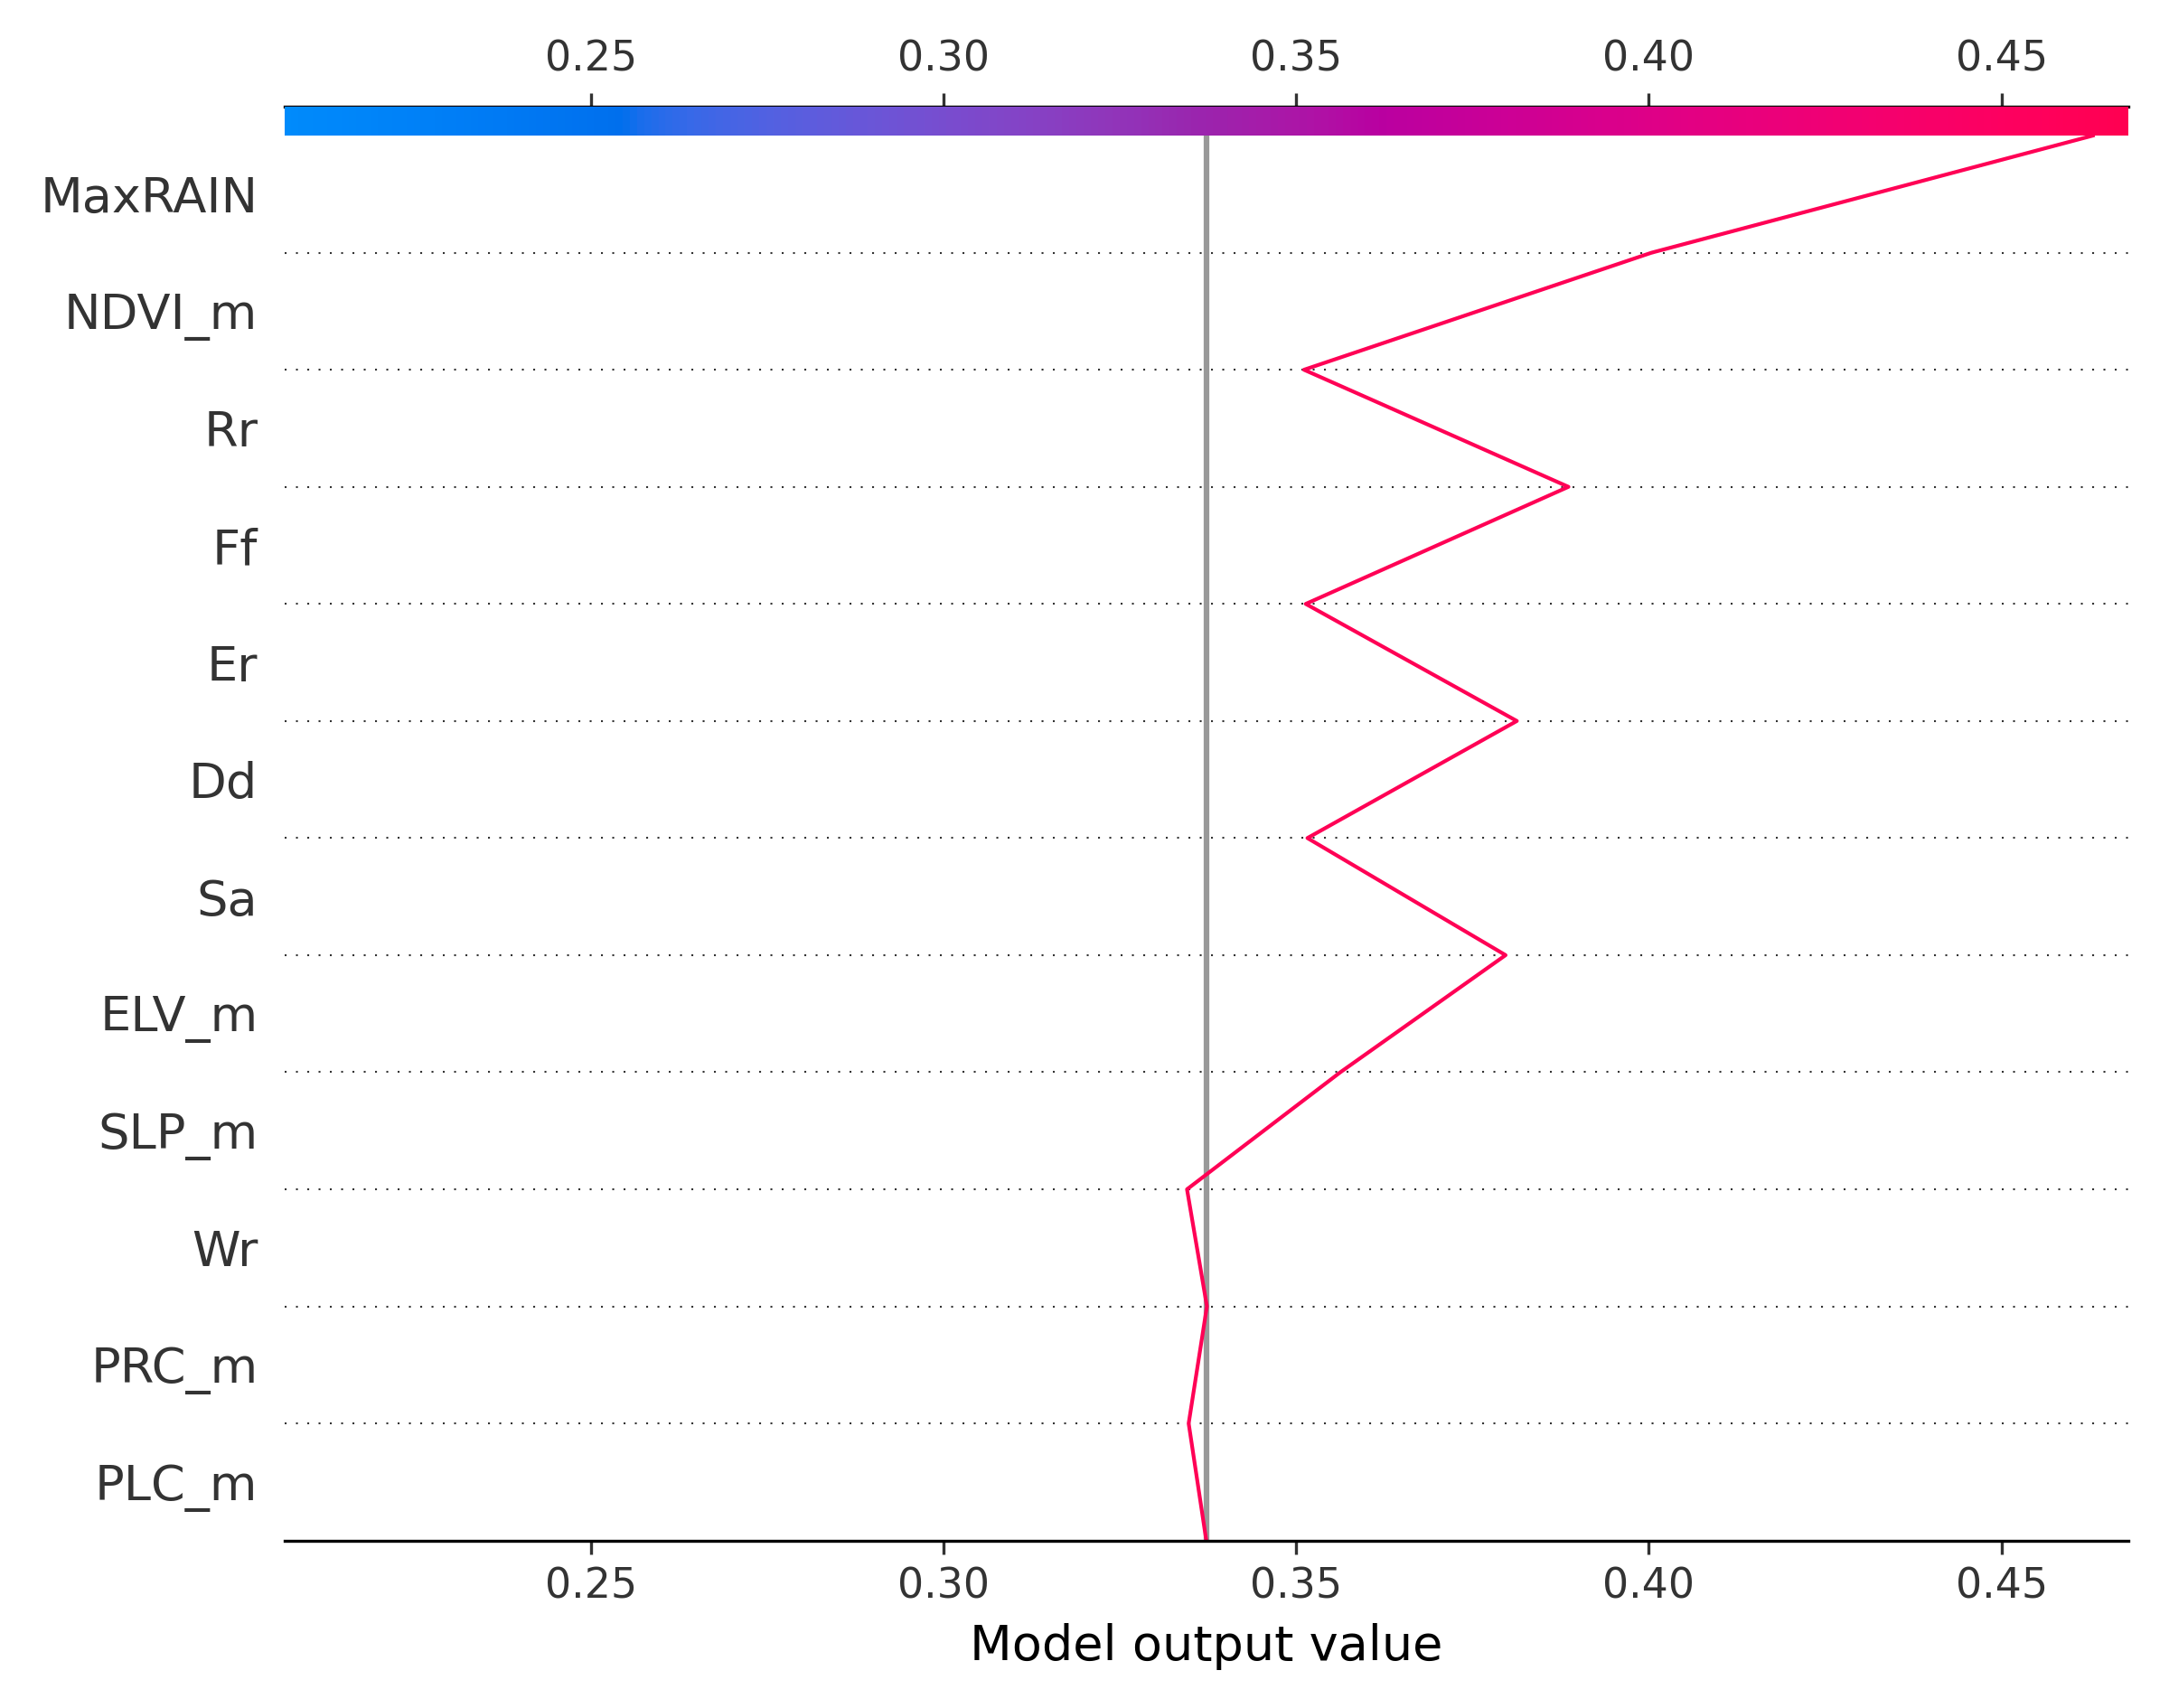 0.25 0.30 0.35 0.40 0.45
MaxRAIN
NDVI_m
Rr
Ff
Er
Dd
Sa
ELV_m
SLP_m
Wr
PRC_m
PLC_m
0.25 0.30 0.35 0.40 0.45
Model output value